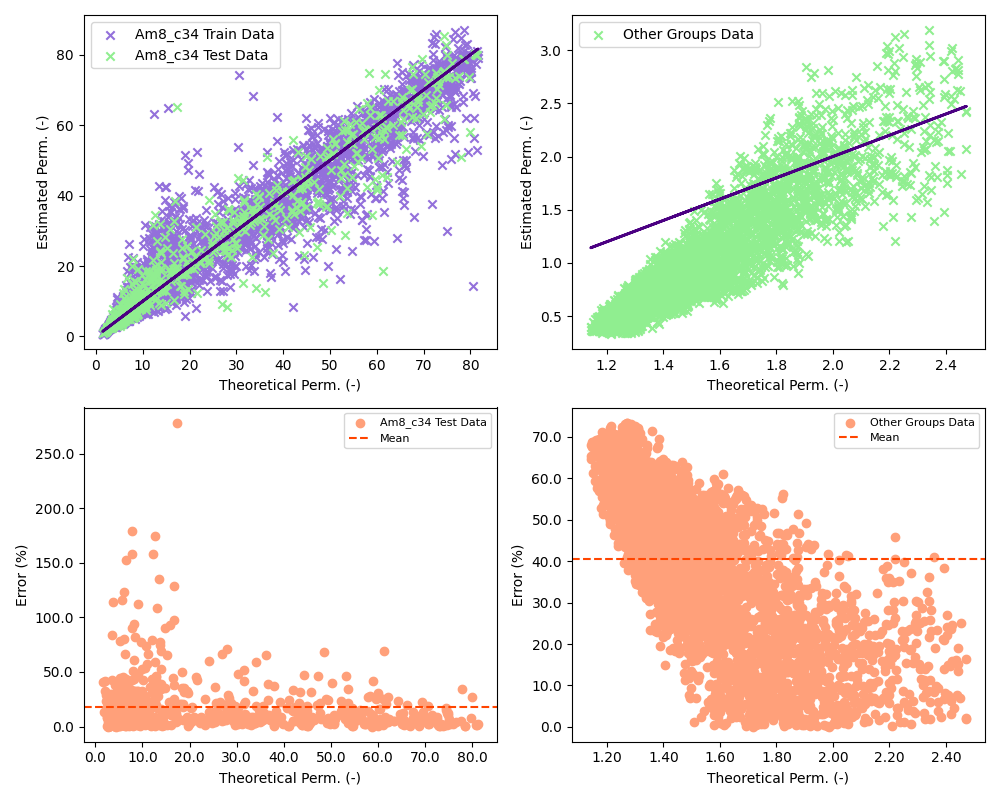 Am8_c34 Train Data
Am8_c34 Test Data
80
60
40
20
0
Estimated Perm. (-)
0 10 20 30 40 50 60 70 80
Theoretical Perm. (-)
Other Groups Data
3.0
2.5
2.0
1.5
1.0
0.5
Estimated Perm. (-)
1.2 1.4 1.6 1.8 2.0 2.2 2.4
Theoretical Perm. (-)
Am8_c34 Test Data
Mean
250.0
200.0
150.0
100.0
50.0
0.0
Error (%)
0.0 10.0 20.0 30.0 40.0 50.0 60.0 70.0 80.0
Theoretical Perm. (-)
Other Groups Data
Mean
70.0
60.0
50.0
40.0
30.0
20.0
10.0
0.0
Error (%)
1.20 1.40 1.60 1.80 2.00 2.20 2.40
Theoretical Perm. (-)